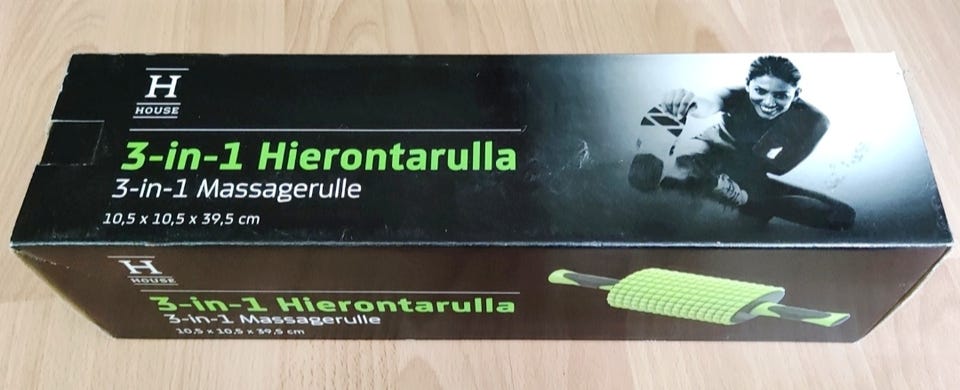 H
HOUSE
3-in-1 Hierontarulla
3-in-1 Massagerulle
10,5 x 10,5 x 39,5 cm
H
HOUSE
3-in-1 Hierontarulla
3-in-1 Massagerulle
10,5 x 10,5 x 39,5 cm